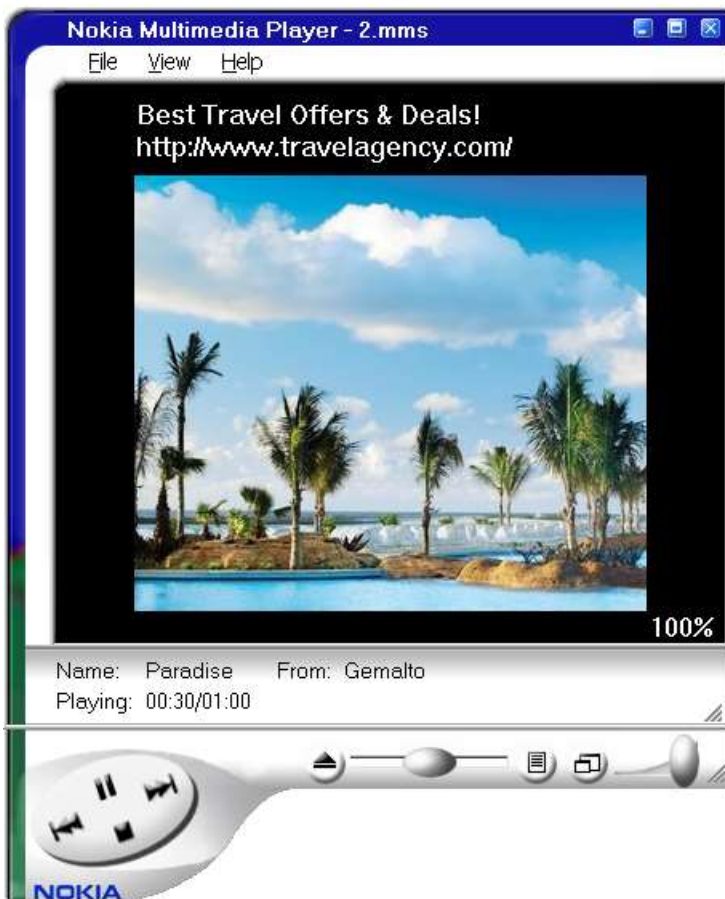 Nokia Multimedia Player - 2.mms
File View Help
Best Travel Offers & Deals!
http://www.travelagency.com/
100%
Name: Paradise From: Gemalto
Playing: 00:30/01:00
NOKIA